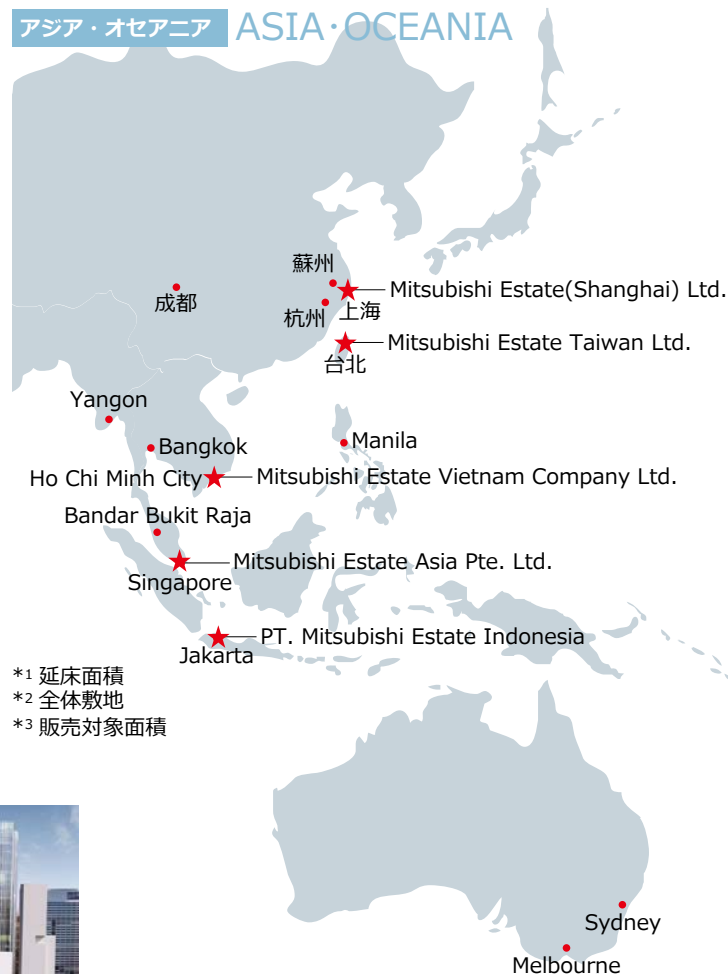 アジア・オセアニア ASIA・OCEANIA
蘇州
Mitsubishi Estate(Shanghai) Ltd.
成都
杭州 上海
Mitsubishi Estate Taiwan Ltd.
台北
Yangon
Manila
Bangkok
Ho Chi Minh City
Mitsubishi Estate Vietnam Company Ltd.
Bandar Bukit Raja
Mitsubishi Estate Asia Pte. Ltd.
Singapore
PT. Mitsubishi Estate Indonesia
Jakarta
*1 延床面積
*2 全体敷地
*3 販売対象面積
Sydney
Melbourne